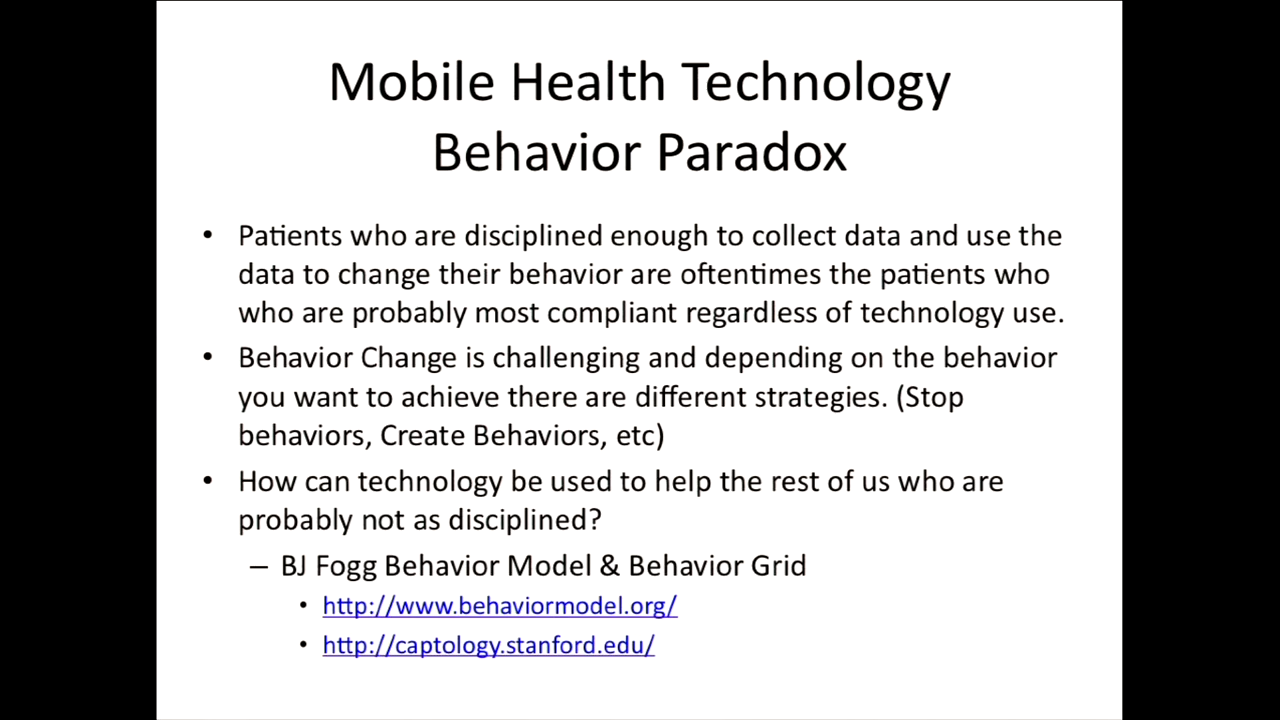 Mobile Health Technology
Behavior Paradox
• Patients who are disciplined enough to collect data and use the
data to change their behavior are oftentimes the patients who
who are probably most compliant regardless of technology use.
• Behavior Change is challenging and depending on the behavior
you want to achieve there are different strategies. (Stop
behaviors, Create Behaviors, etc)
• How can technology be used to help the rest of us who are
probably not as disciplined?
– BJ Fogg Behavior Model & Behavior Grid
• http://www.behaviormodel.org/
• http://captology.stanford.edu/